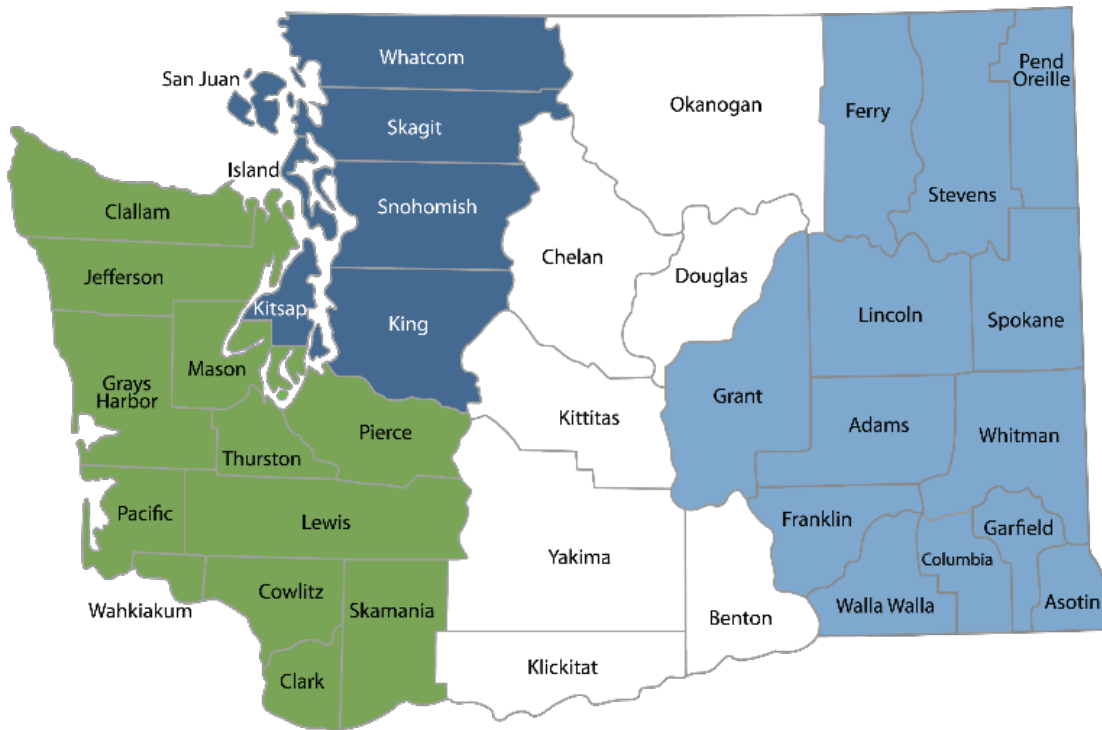 Whatcom
San Juan
Okanogan
Pend
Oreille
Ferry
Skagit
Island
Stevens
Snohomish
Clallam
Chelan
Douglas
Jefferson
Kitsap
King
Lincoln
Spokane
Mason
Grays
Harbor
Grant
Kittitas
Adams
Pierce
Whitman
Thurston
Pacific
Lewis
Franklin
Garfield
Yakima
Columbia
Cowlitz
Wahkiakum
Skamania
Walla Walla
Asotin
Benton
Klickitat
Clark